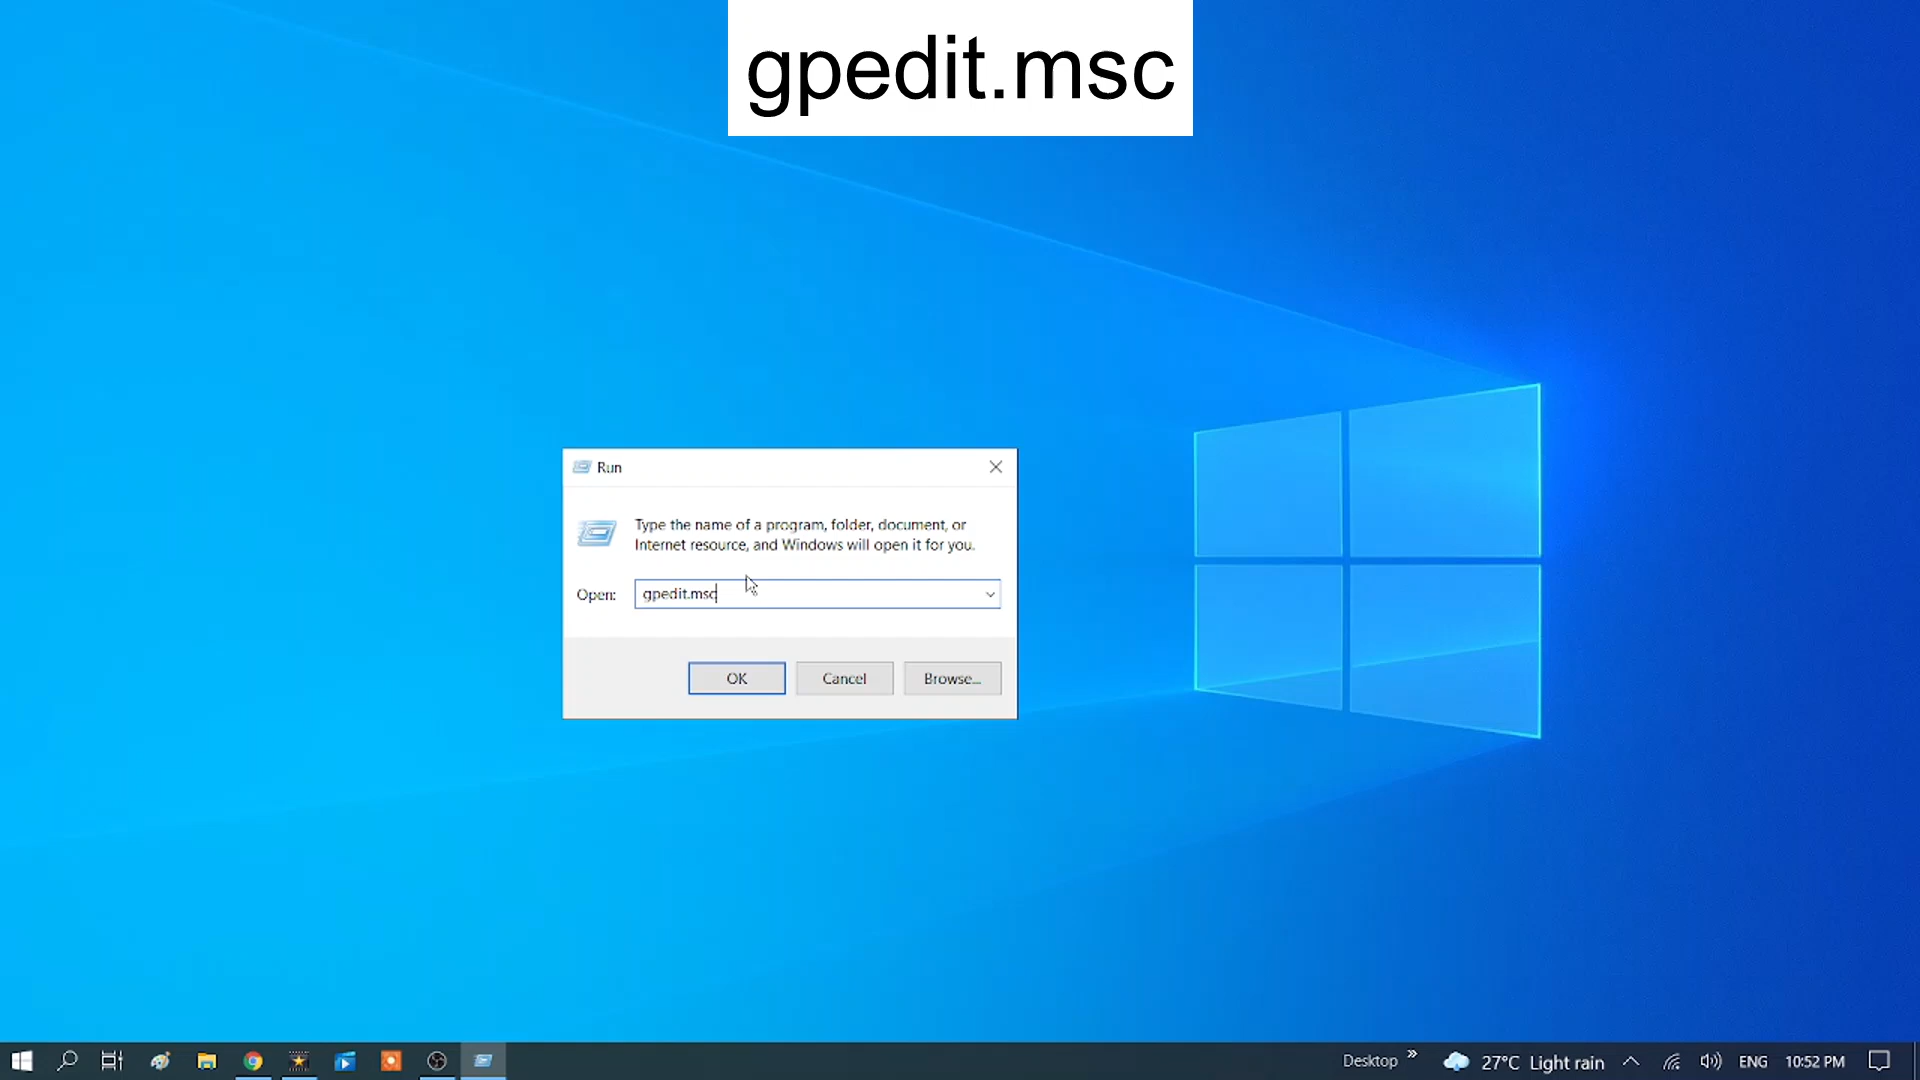 gpedit.msc
Run
Type the name of a program, folder, document, or
Internet resource, and Windows will open it for you.
Open: gpedit.msc
OK Cancel Browse...
Desktop 27°C Light rain ENG 10:52 PM